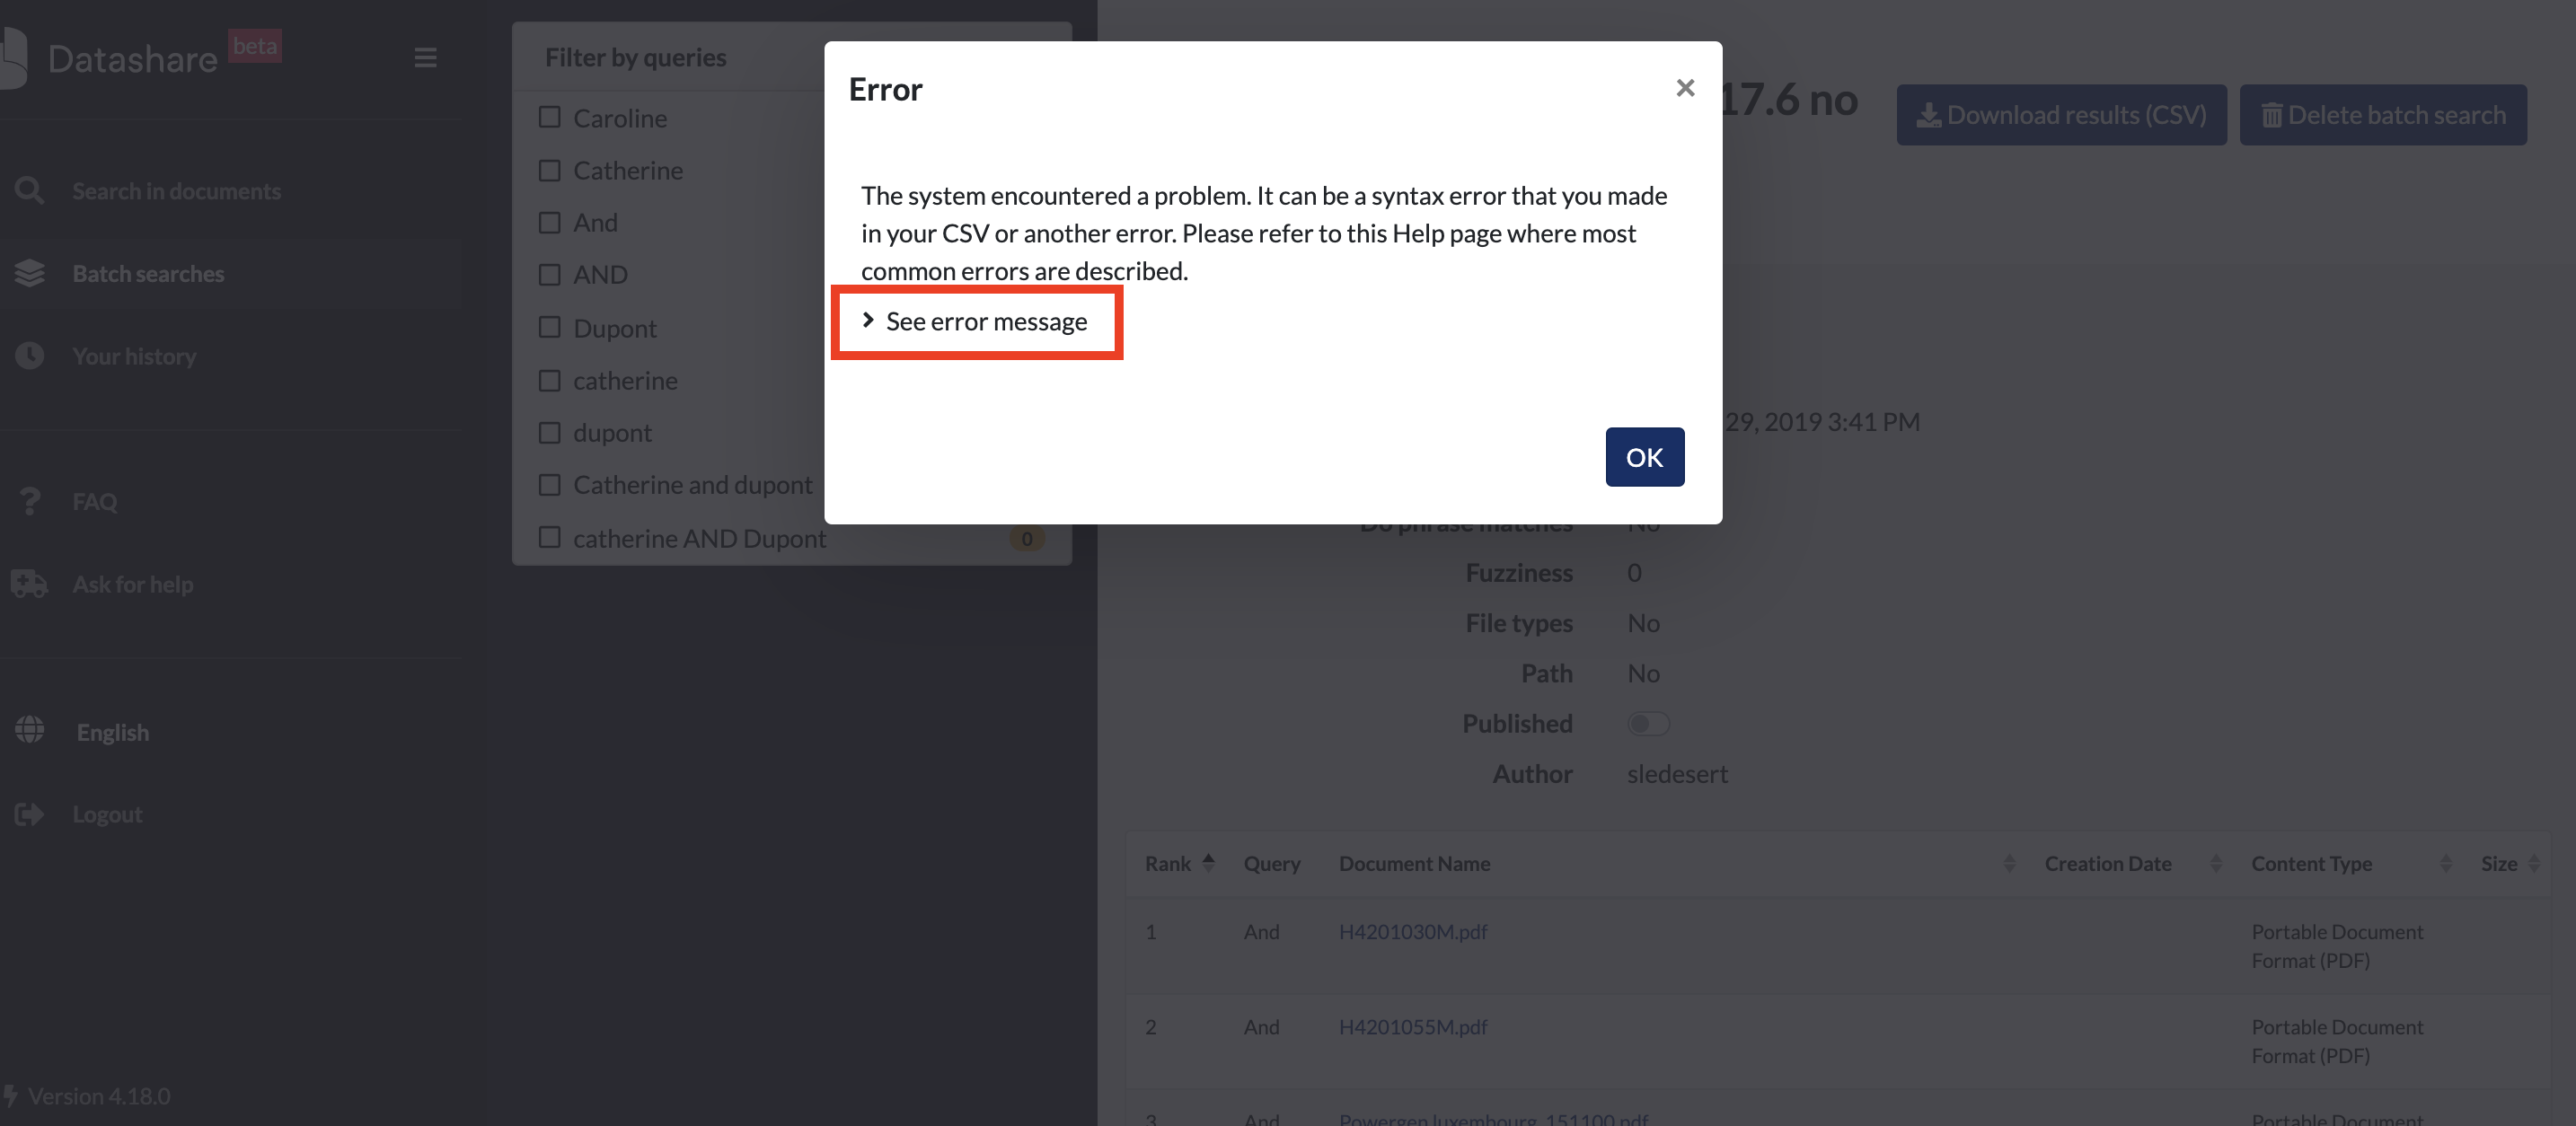 Datashare beta
Search in documents
Batch searches
Your history
FAQ
Ask for help
English
Logout
Version 4.18.0
Filter by queries
Caroline
Catherine
And
AND
Dupont
catherine
dupont
Catherine and dupont
catherine AND Dupont 0
Error
×
The system encountered a problem. It can be a syntax error that you made
in your CSV or another error. Please refer to this Help page where most
common errors are described.
See error message
OK
17.6 no
Download results (CSV)
Delete batch search
29, 2019 3:41 PM
Do phrase matches No
Fuzziness 0
File types No
Path No
Published
Author sledesert
Rank Query Document Name Creation Date Content Type Size
1 And H4201030M.pdf Portable Document
Format (PDF)
2 And H4201055M.pdf Portable Document
Format (PDF)
3 And Powergen luxembourg_151100.pdf Portable Document